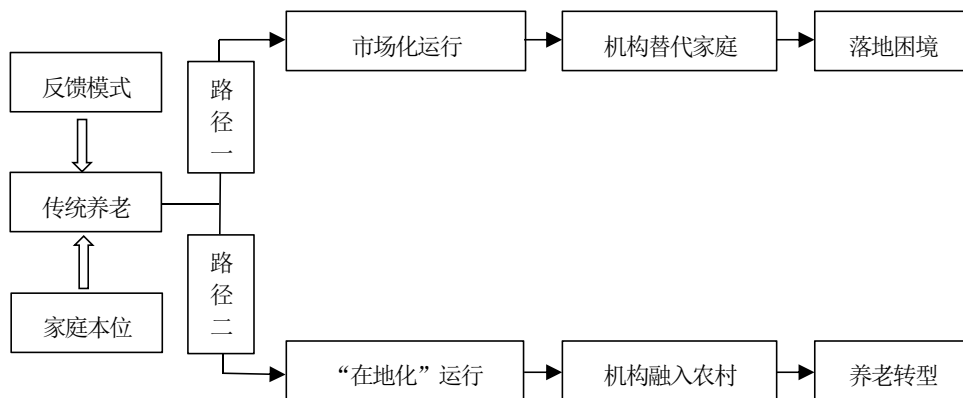 市场化运行
机构替代家庭
落地困境
反馈模式
路
径
一
传统养老
路
径
二
家庭本位
“在地化”运行
机构融入农村
养老转型